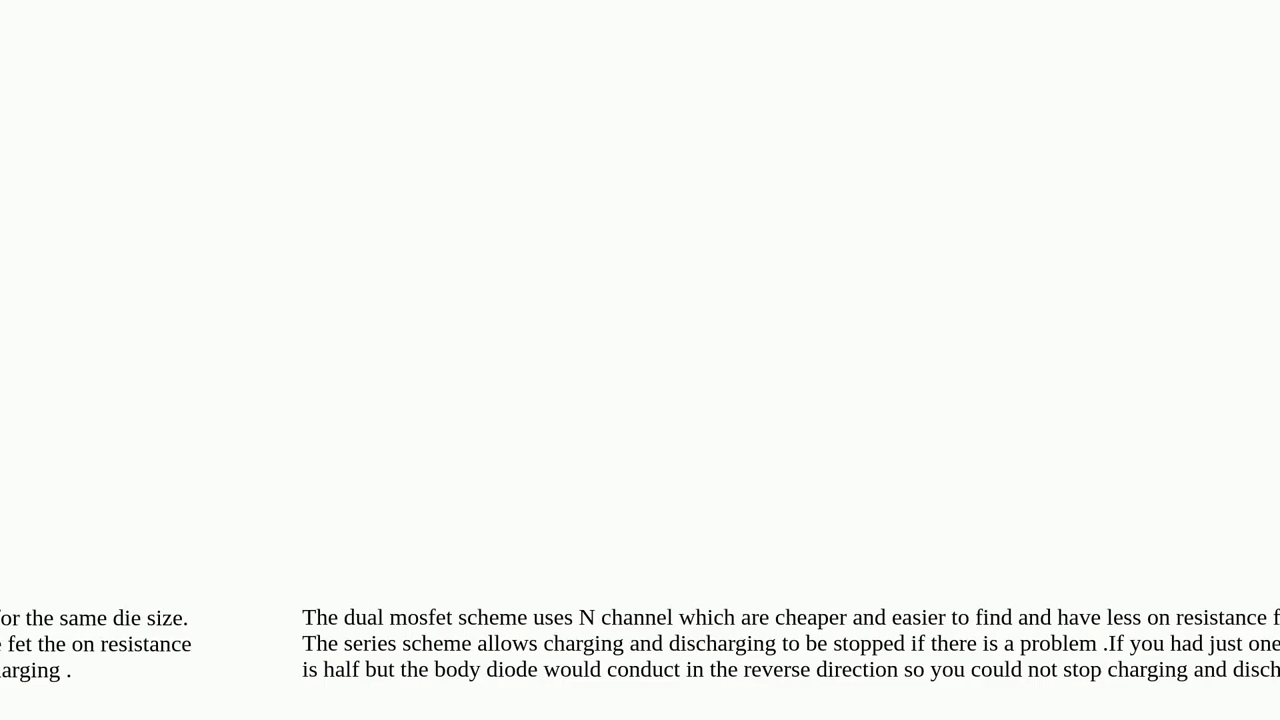 or the same die size.
fet the on resistance
arging .
The dual mosfet scheme uses N channel which are cheaper and easier to find and have less on resistance f
The series scheme allows charging and discharging to be stopped if there is a problem .If you had just one
is half but the body diode would conduct in the reverse direction so you could not stop charging and disch